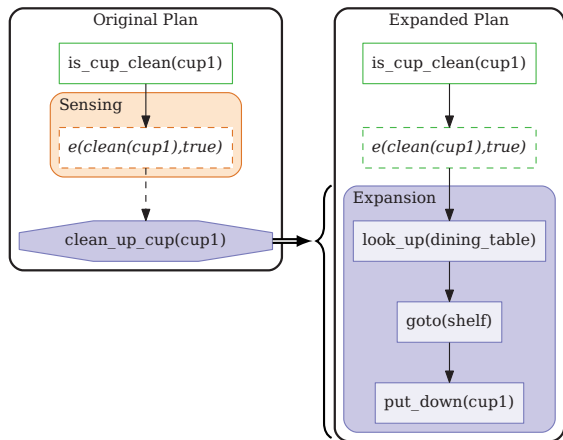 Original Plan
is_cup_clean(cup1)
Sensing
e(clean(cup1),true)
clean_up_cup(cup1)
Expanded Plan
is_cup_clean(cup1)
e(clean(cup1),true)
Expansion
look_up(dining_table)
goto(shelf)
put_down(cup1)